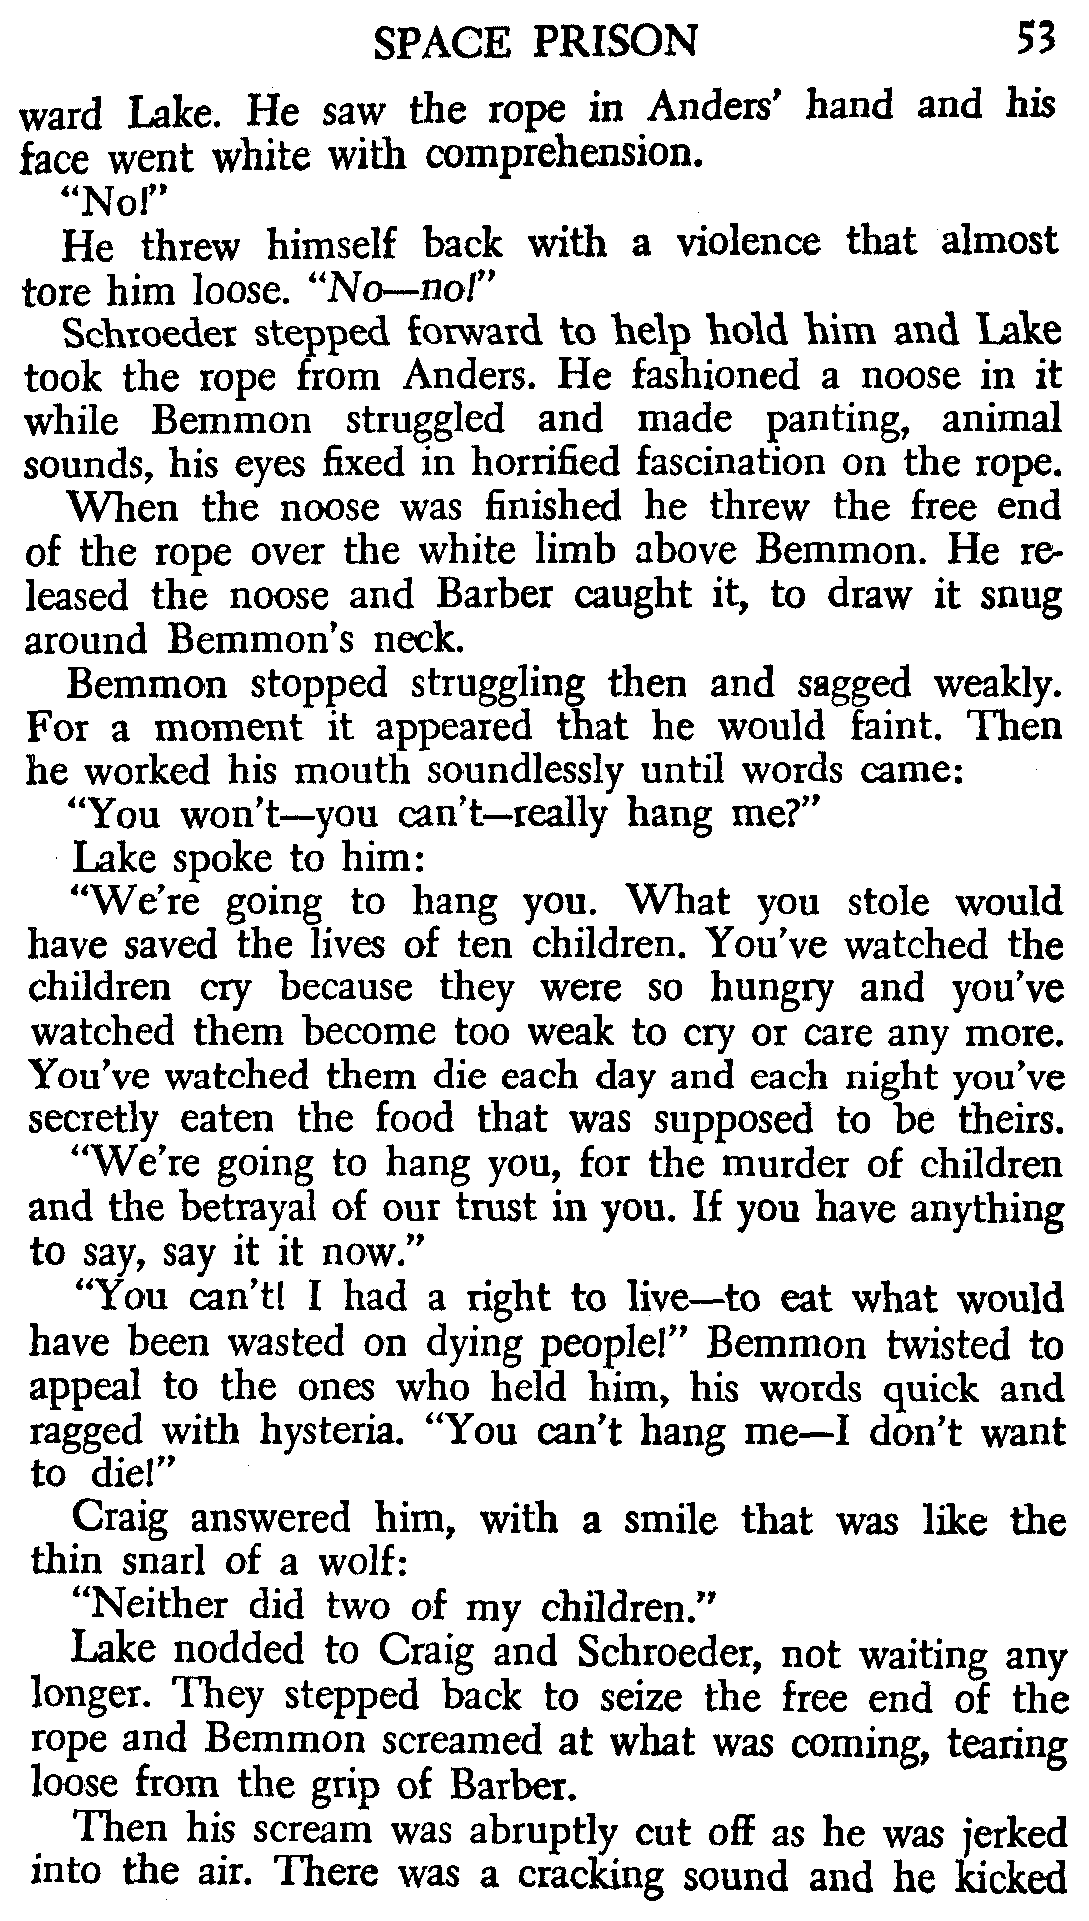 SPACE PRISON 53
ward Lake. He saw the rope in Anders' hand and his
face went white with comprehension.
"No!"
He threw himself back with a violence that almost
tore him loose. "No—no!"
Schroeder stepped forward to help hold him and Lake
took the rope from Anders. He fashioned a noose in it
while Bemmon struggled and made panting, animal
sounds, his eyes fixed in horrified fascination on the rope.
When the noose was finished he threw the free end
of the rope over the white limb above Bemmon. He re-
leased the noose and Barber caught it, to draw it snug
around Bemmon's neck.
Bemmon stopped struggling then and sagged weakly.
For a moment it appeared that he would faint. Then
he worked his mouth soundlessly until words came:
"You won't—you can't—really hang me?"
Lake spoke to him:
"We're going to hang you. What you stole would
have saved the lives of ten children. You've watched the
children cry because they were so hungry and you've
watched them become too weak to cry or care any more.
You've watched them die each day and each night you've
secretly eaten the food that was supposed to be theirs.
"We're going to hang you, for the murder of children
and the betrayal of our trust in you. If you have anything
to say, say it it now."
"You can't! I had a right to live—to eat what would
have been wasted on dying people!" Bemmon twisted to
appeal to the ones who held him, his words quick and
ragged with hysteria. "You can't hang me—I don't want
to die!"
Craig answered him, with a smile that was like the
thin snarl of a wolf:
"Neither did two of my children."
Lake nodded to Craig and Schroeder, not waiting any
longer. They stepped back to seize the free end of the
rope and Bemmon screamed at what was coming, tearing
loose from the grip of Barber.
Then his scream was abruptly cut off as he was jerked
into the air. There was a cracking sound and he kicked